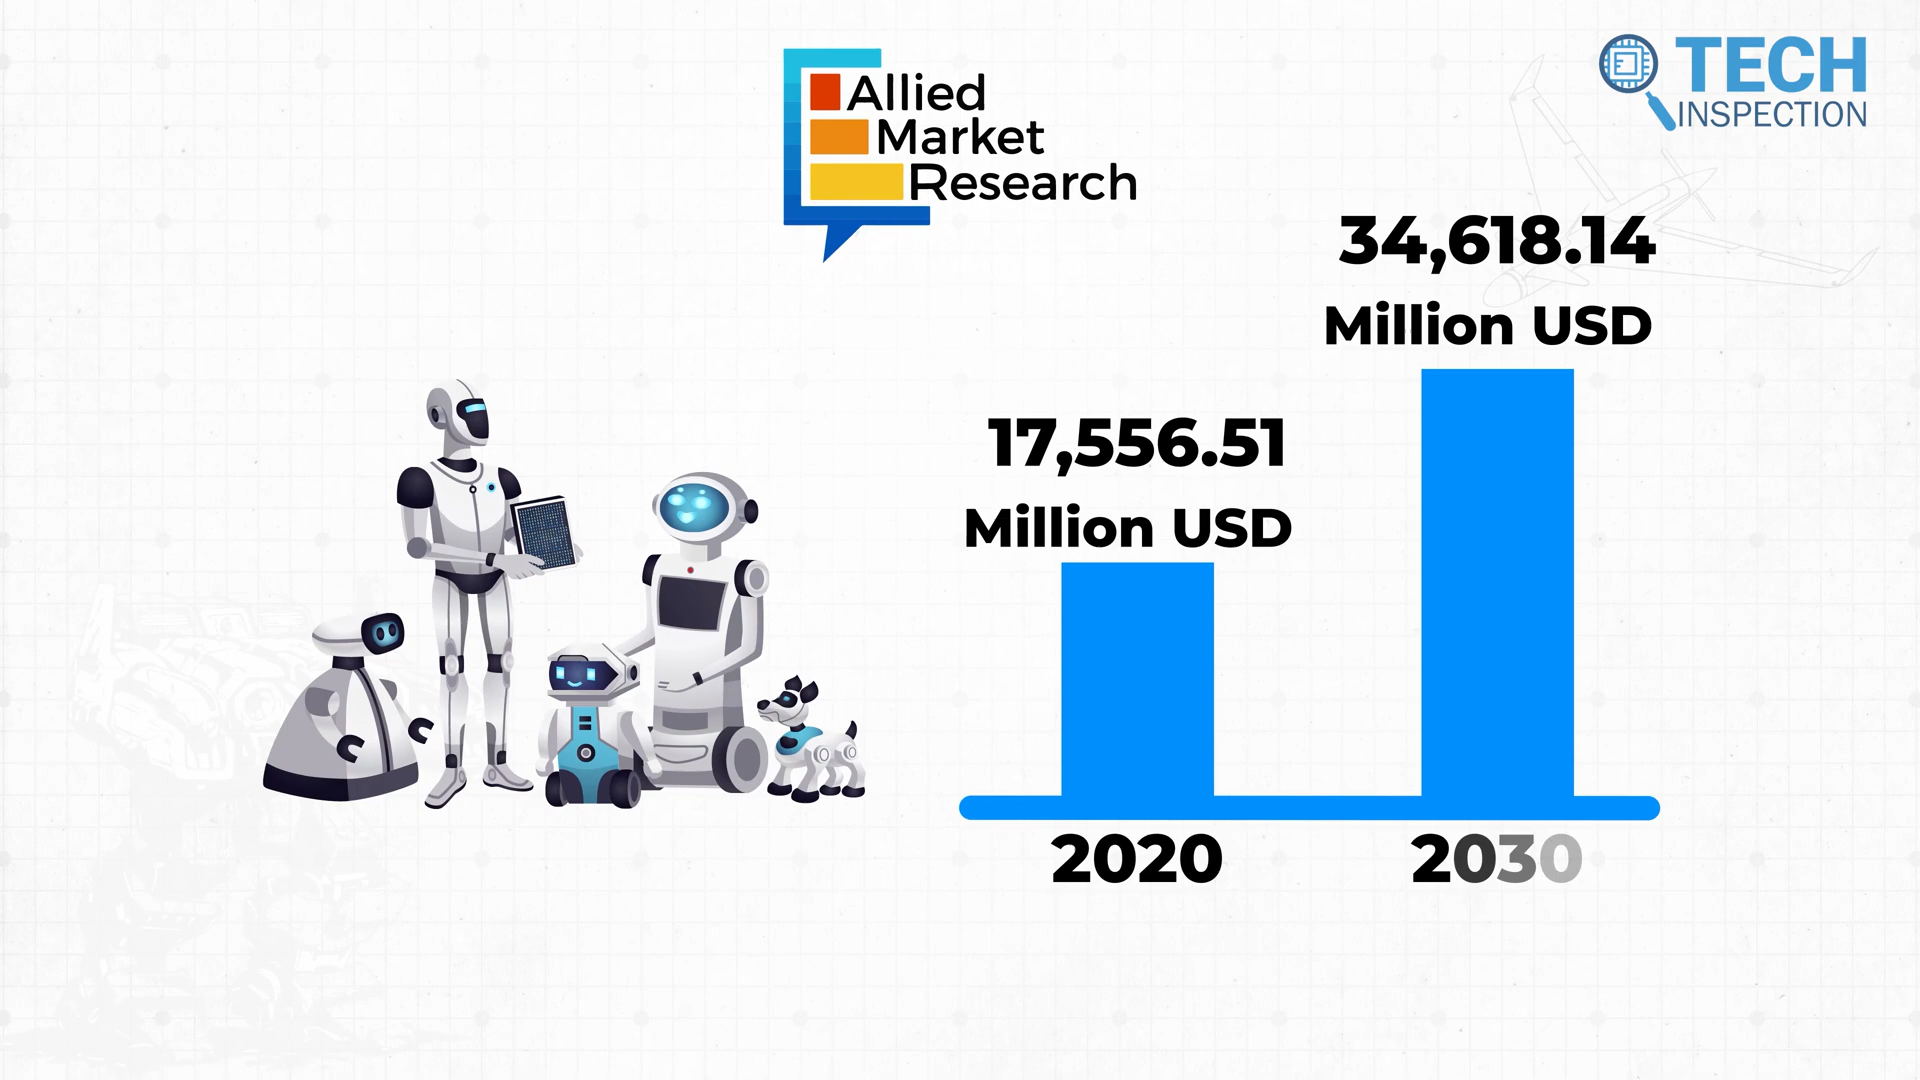 Allied
Market
Research
TECH
INSPECTION
34,618.14
Million USD
17,556.51
Million USD
2020
2030